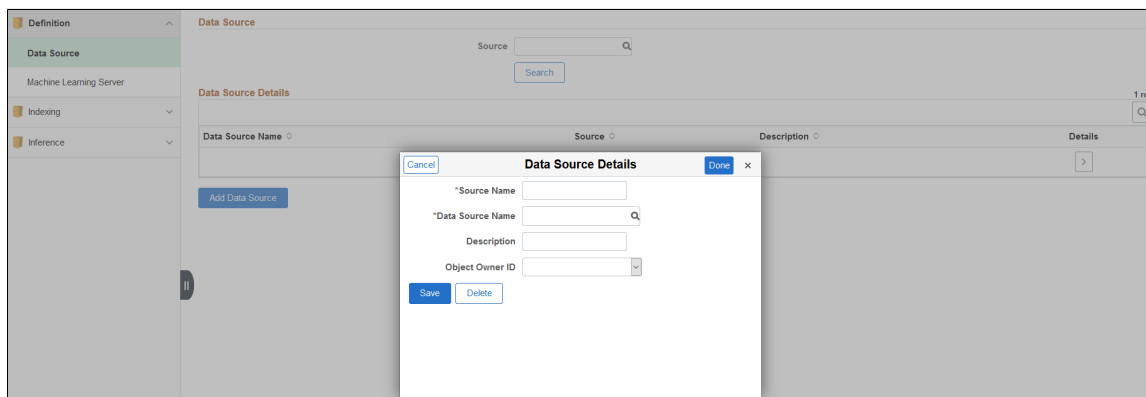 Definition
Data Source
Machine Learning Server
Indexing
Inference
Data Source
Source
Search
Data Source Details
Data Source Name
Source
Description
Details
Add Data Source
Cancel
Data Source Details
Done
×
*Source Name
*Data Source Name
Description
Object Owner ID
Save
Delete